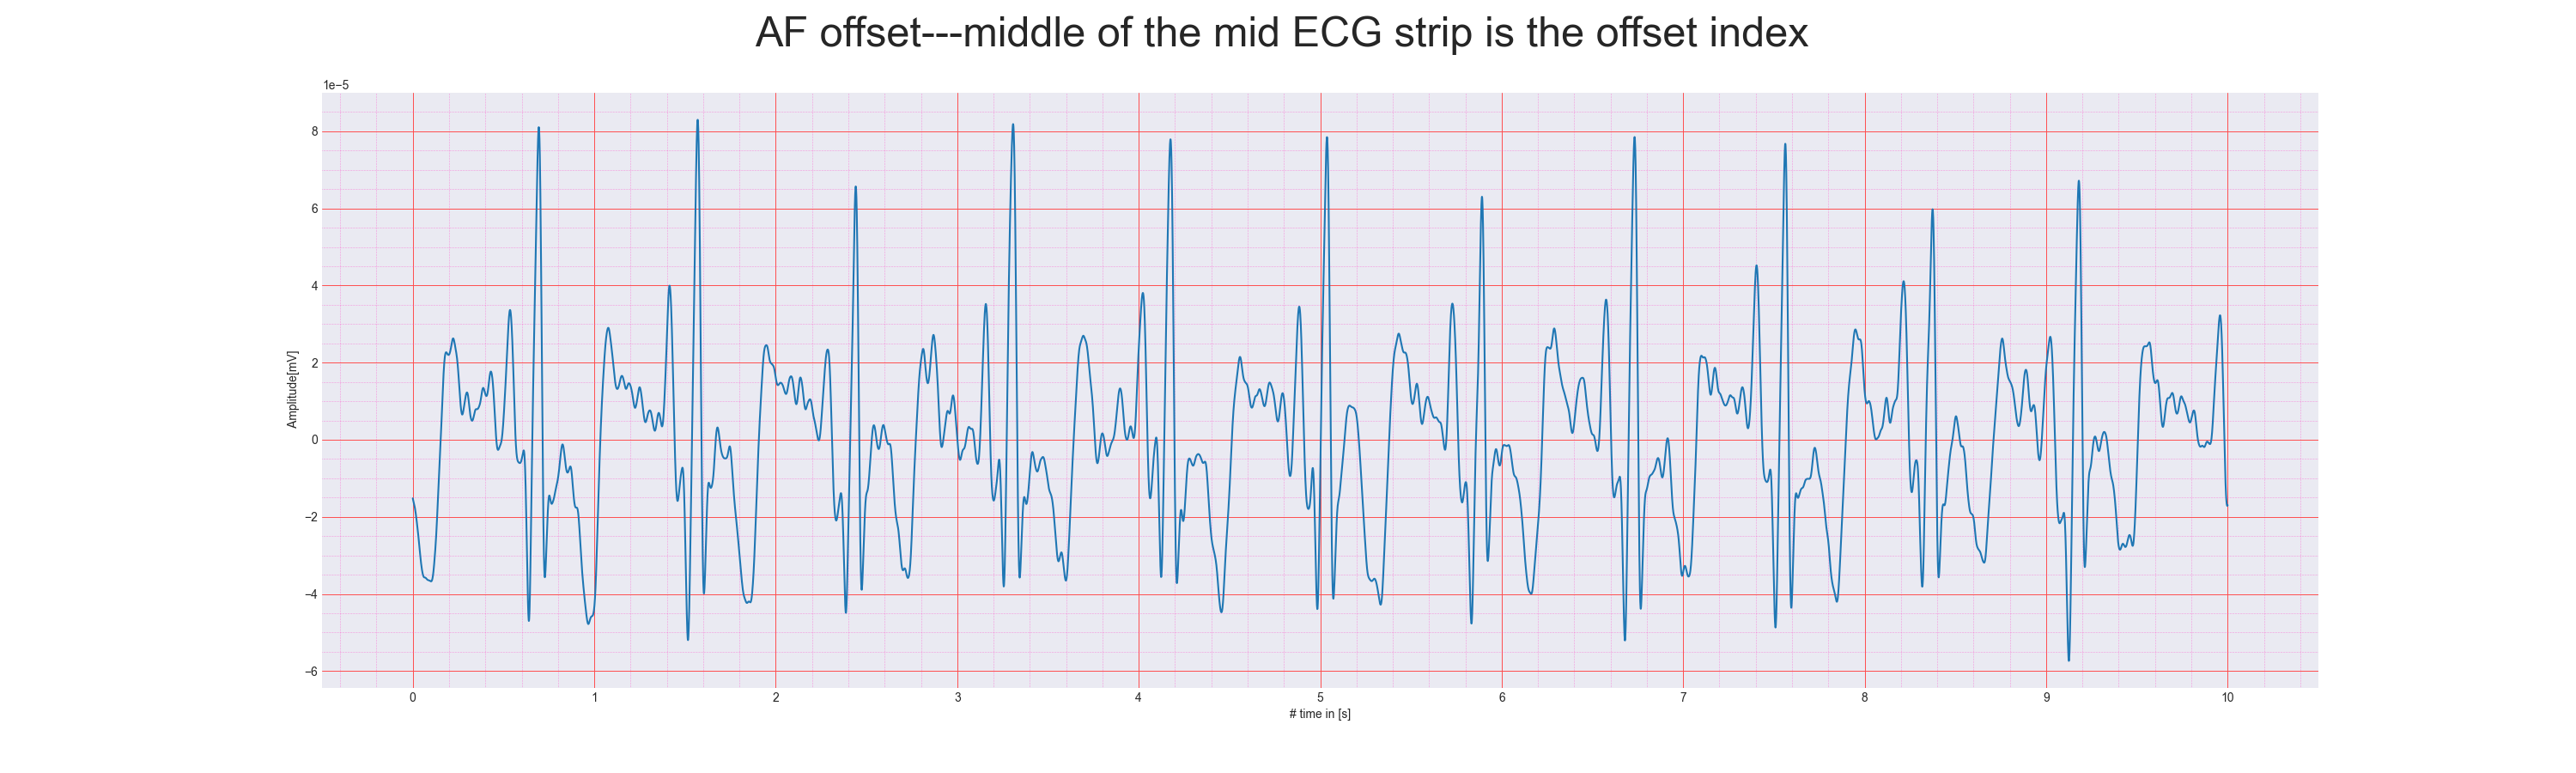 AF offset---middle of the mid ECG strip is the offset index
1e−5
8
6
4
2
0
−2
−4
−6
Amplitude[mV]
0 1 2 3 4 5 6 7 8 9 10
# time in [s]